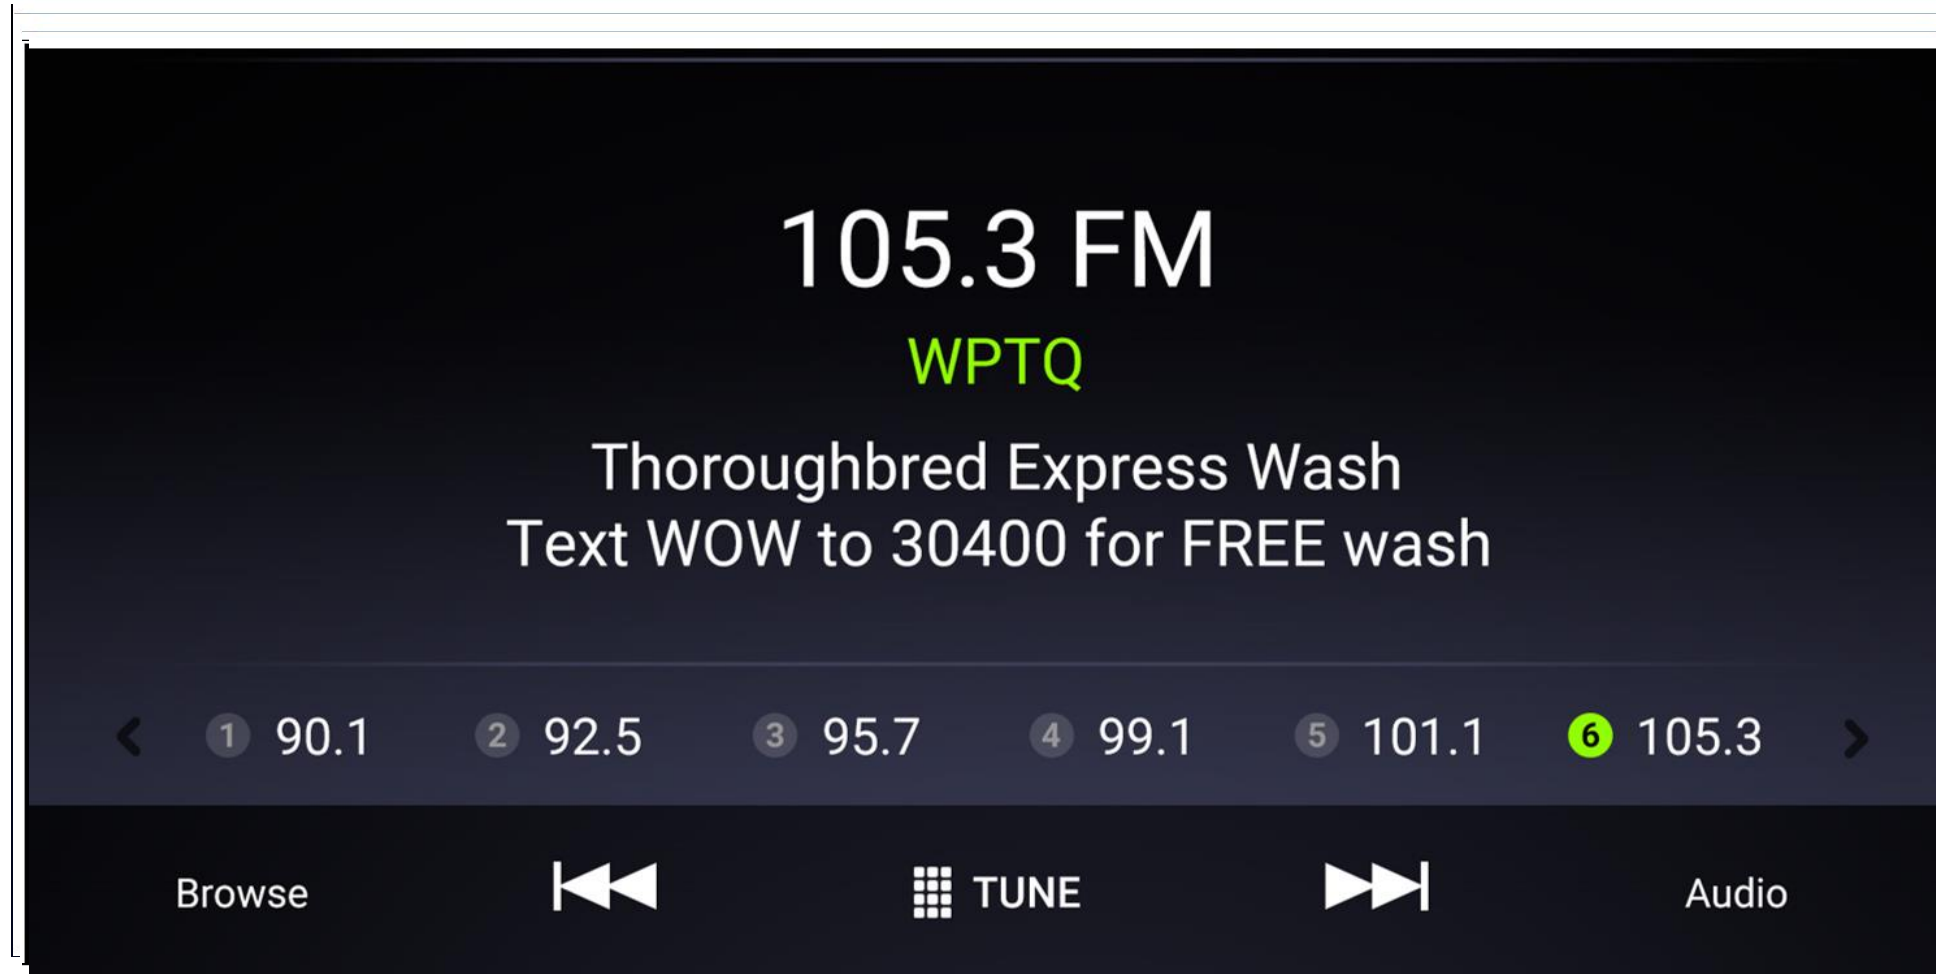 105.3 FM
WPTQ
Thoroughbred Express Wash
Text WOW to 30400 for FREE wash
1 90.1 2 92.5 3 95.7 4 99.1 5 101.1 6 105.3
Browse TUNE Audio